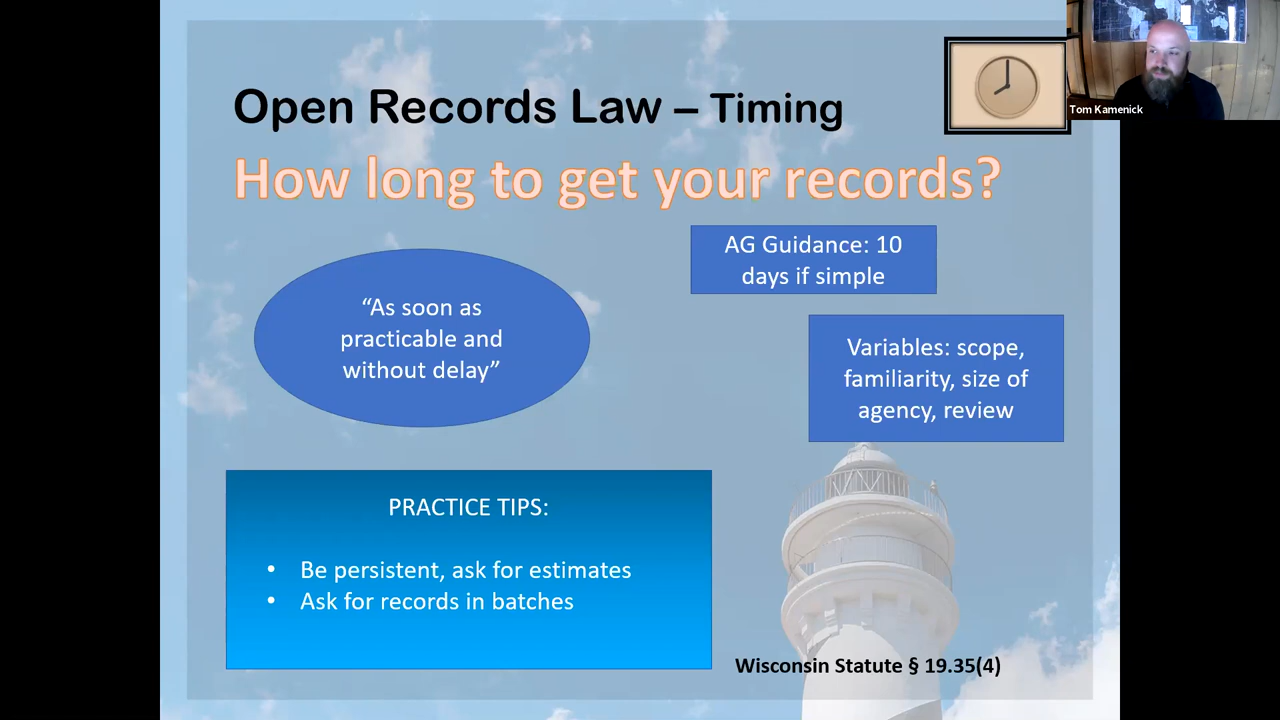 Open Records Law – Timing
Tom Kamenick
How long to get your records?
AG Guidance: 10
days if simple
“As soon as
practicable and
without delay”
Variables: scope,
familiarity, size of
agency, review
PRACTICE TIPS:
• Be persistent, ask for estimates
• Ask for records in batches
Wisconsin Statute § 19.35(4)